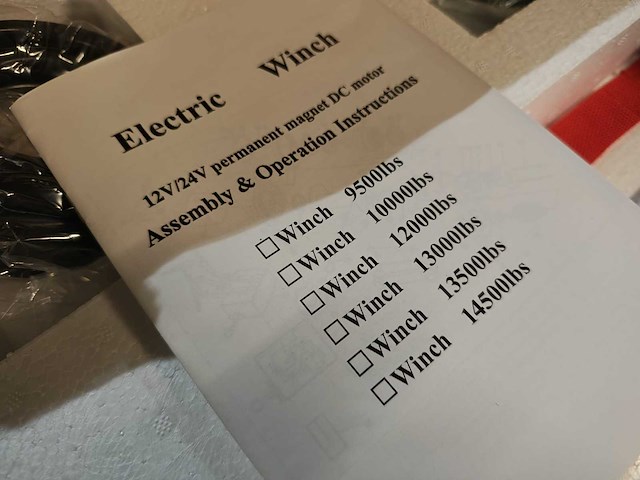 Electric Winch
12V/24V permanent magnet DC motor
Assembly & Operation Instructions
☐Winch 9500lbs
☐Winch 10000lbs
☐Winch 12000lbs
☐Winch 13000lbs
☐Winch 13500lbs
☐Winch 14500lbs